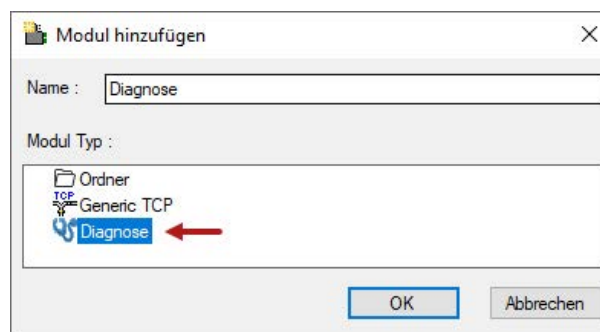 Modul hinzufügen
Name : Diagnose
Modul Typ :
Ordner
TCP
Generic TCP
Diagnose
OK Abbrechen